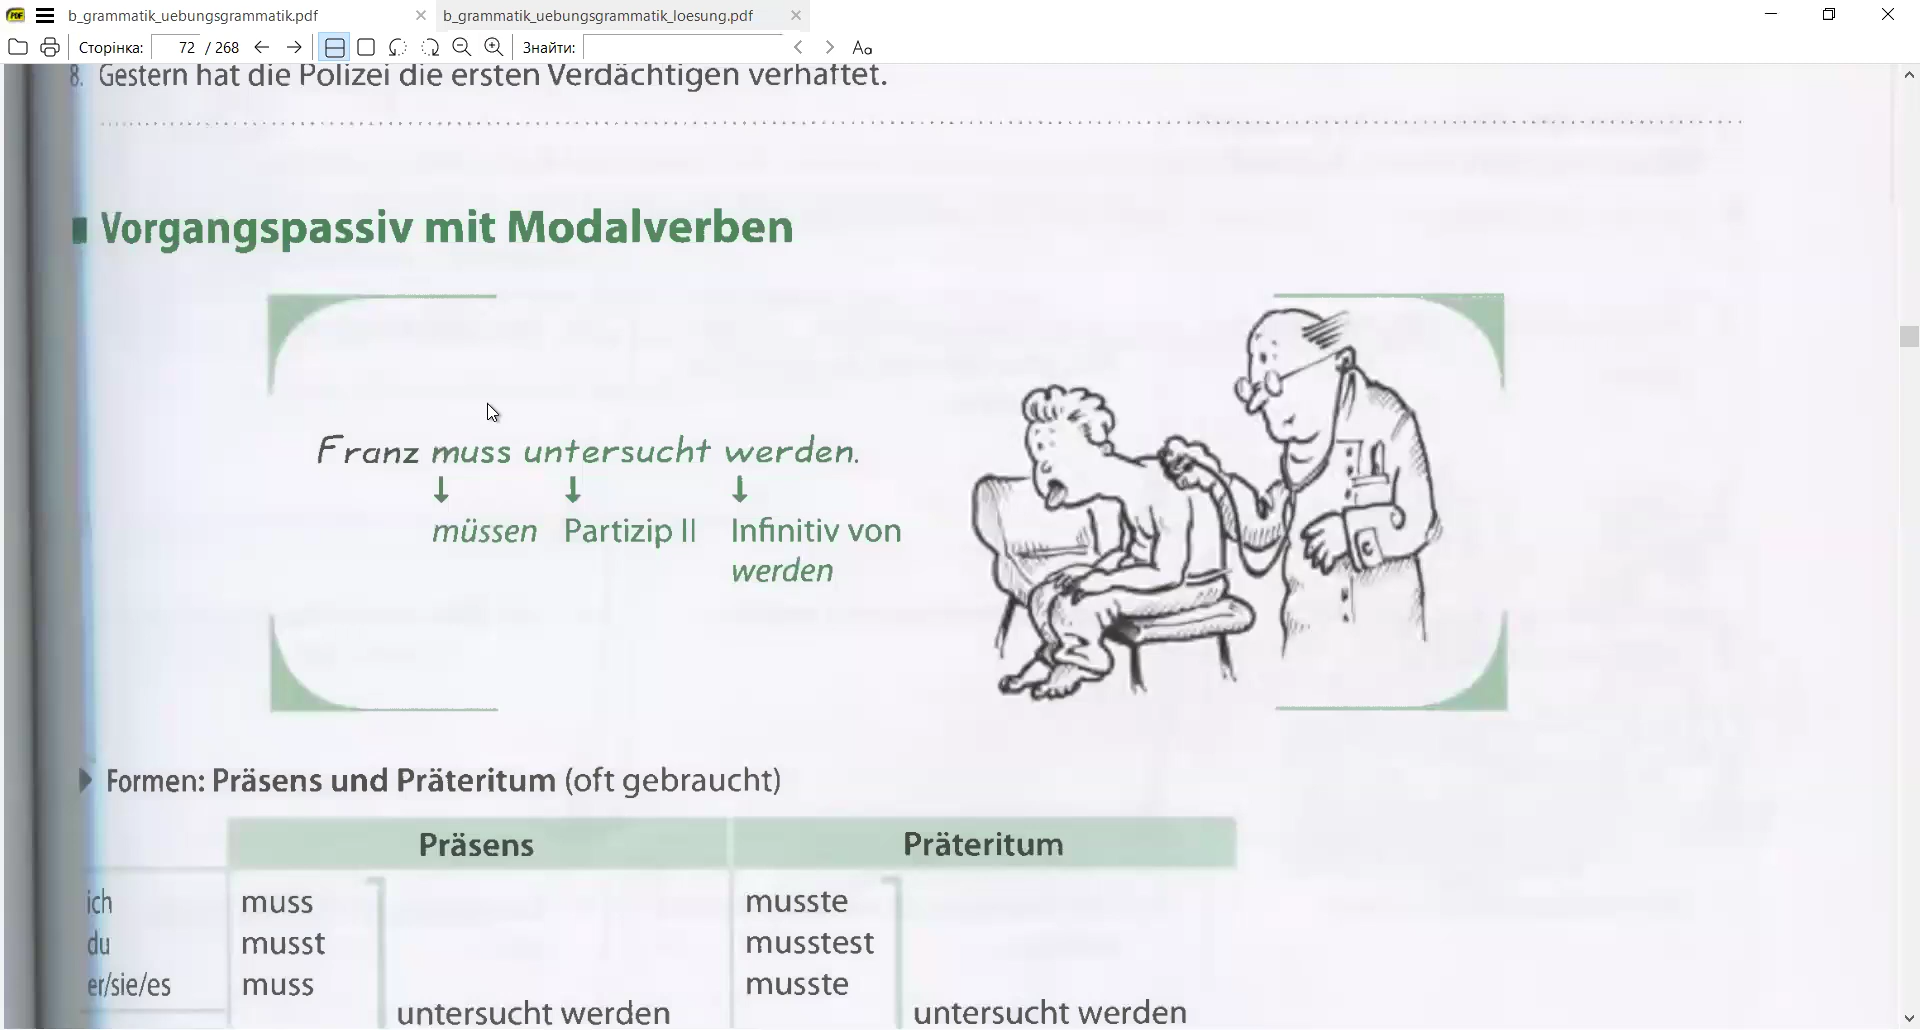 b_grammatik_uebungsgrammatik.pdf b_grammatik_uebungsgrammatik_loesung.pdf
Сторінка: 72 / 268 Знайти:
8. Gestern hat die Polizei die ersten Verdächtigen verhaftet.
Vorgangspassiv mit Modalverben
Franz muss untersucht werden.
müssen Partizip II Infinitiv von
werden
Formen: Präsens und Präteritum (oft gebraucht)
Präsens Präteritum
ich muss musste
du musst musstest
er/sie/es muss musste
untersucht werden untersucht werden